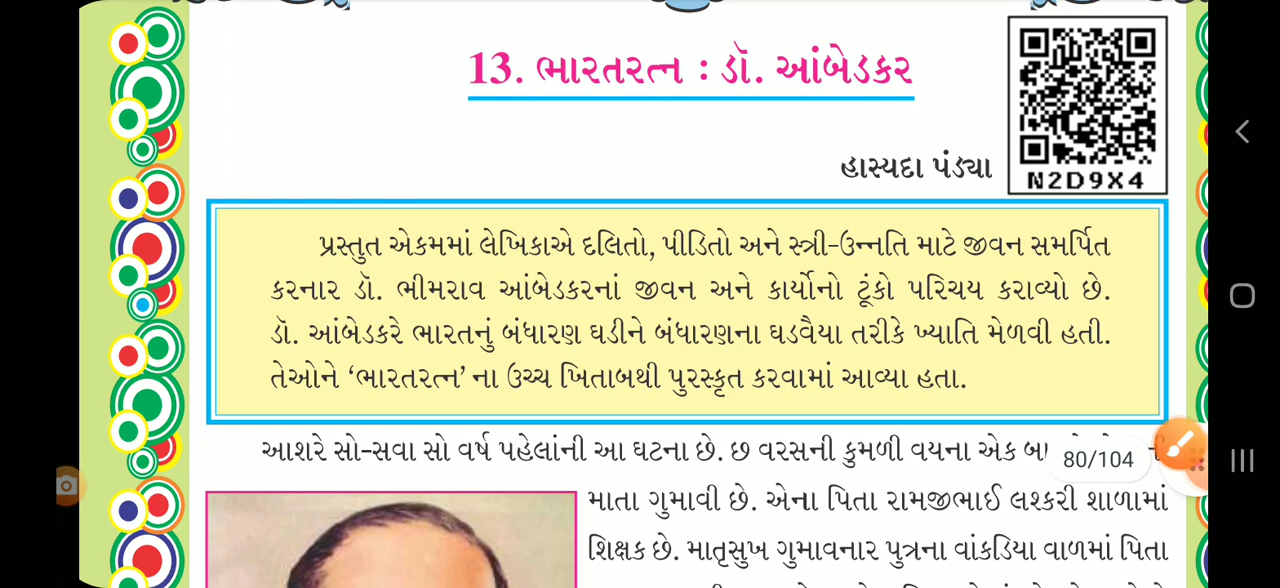 13. ભારતરત્ન : ડૉ. આંબેડકર
હાસ્યદા પંડ્યા
N2D9X4
પ્રસ્તુત એકમમાં લેખિકાએ દલિતો, પીડિતો અને સ્ત્રી-ઉન્નતિ માટે જીવન સમર્પિત
કરનાર ડૉ. ભીમરાવ આંબેડકરનાં જીવન અને કાર્યોનો ટૂંકો પરિચય કરાવ્યો છે.
ડૉ. આંબેડકરે ભારતનું બંધારણ ઘડીને બંધારણના ઘડવૈયા તરીકે ખ્યાતિ મેળવી હતી.
તેઓને ‘ભારતરત્ન’ ના ઉચ્ચ ખિતાબથી પુરસ્કૃત કરવામાં આવ્યા હતા.
આશરે સો-સવા સો વર્ષ પહેલાંની આ ઘટના છે. છ વરસની કુમળી વયના એક
80/104
માતા ગુમાવી છે. એના પિતા રામજીભાઈ લશ્કરી શાળામાં
શિક્ષક છે. માતૃસુખ ગુમાવનાર પુત્રના વાંકડિયા વાળમાં પિતા